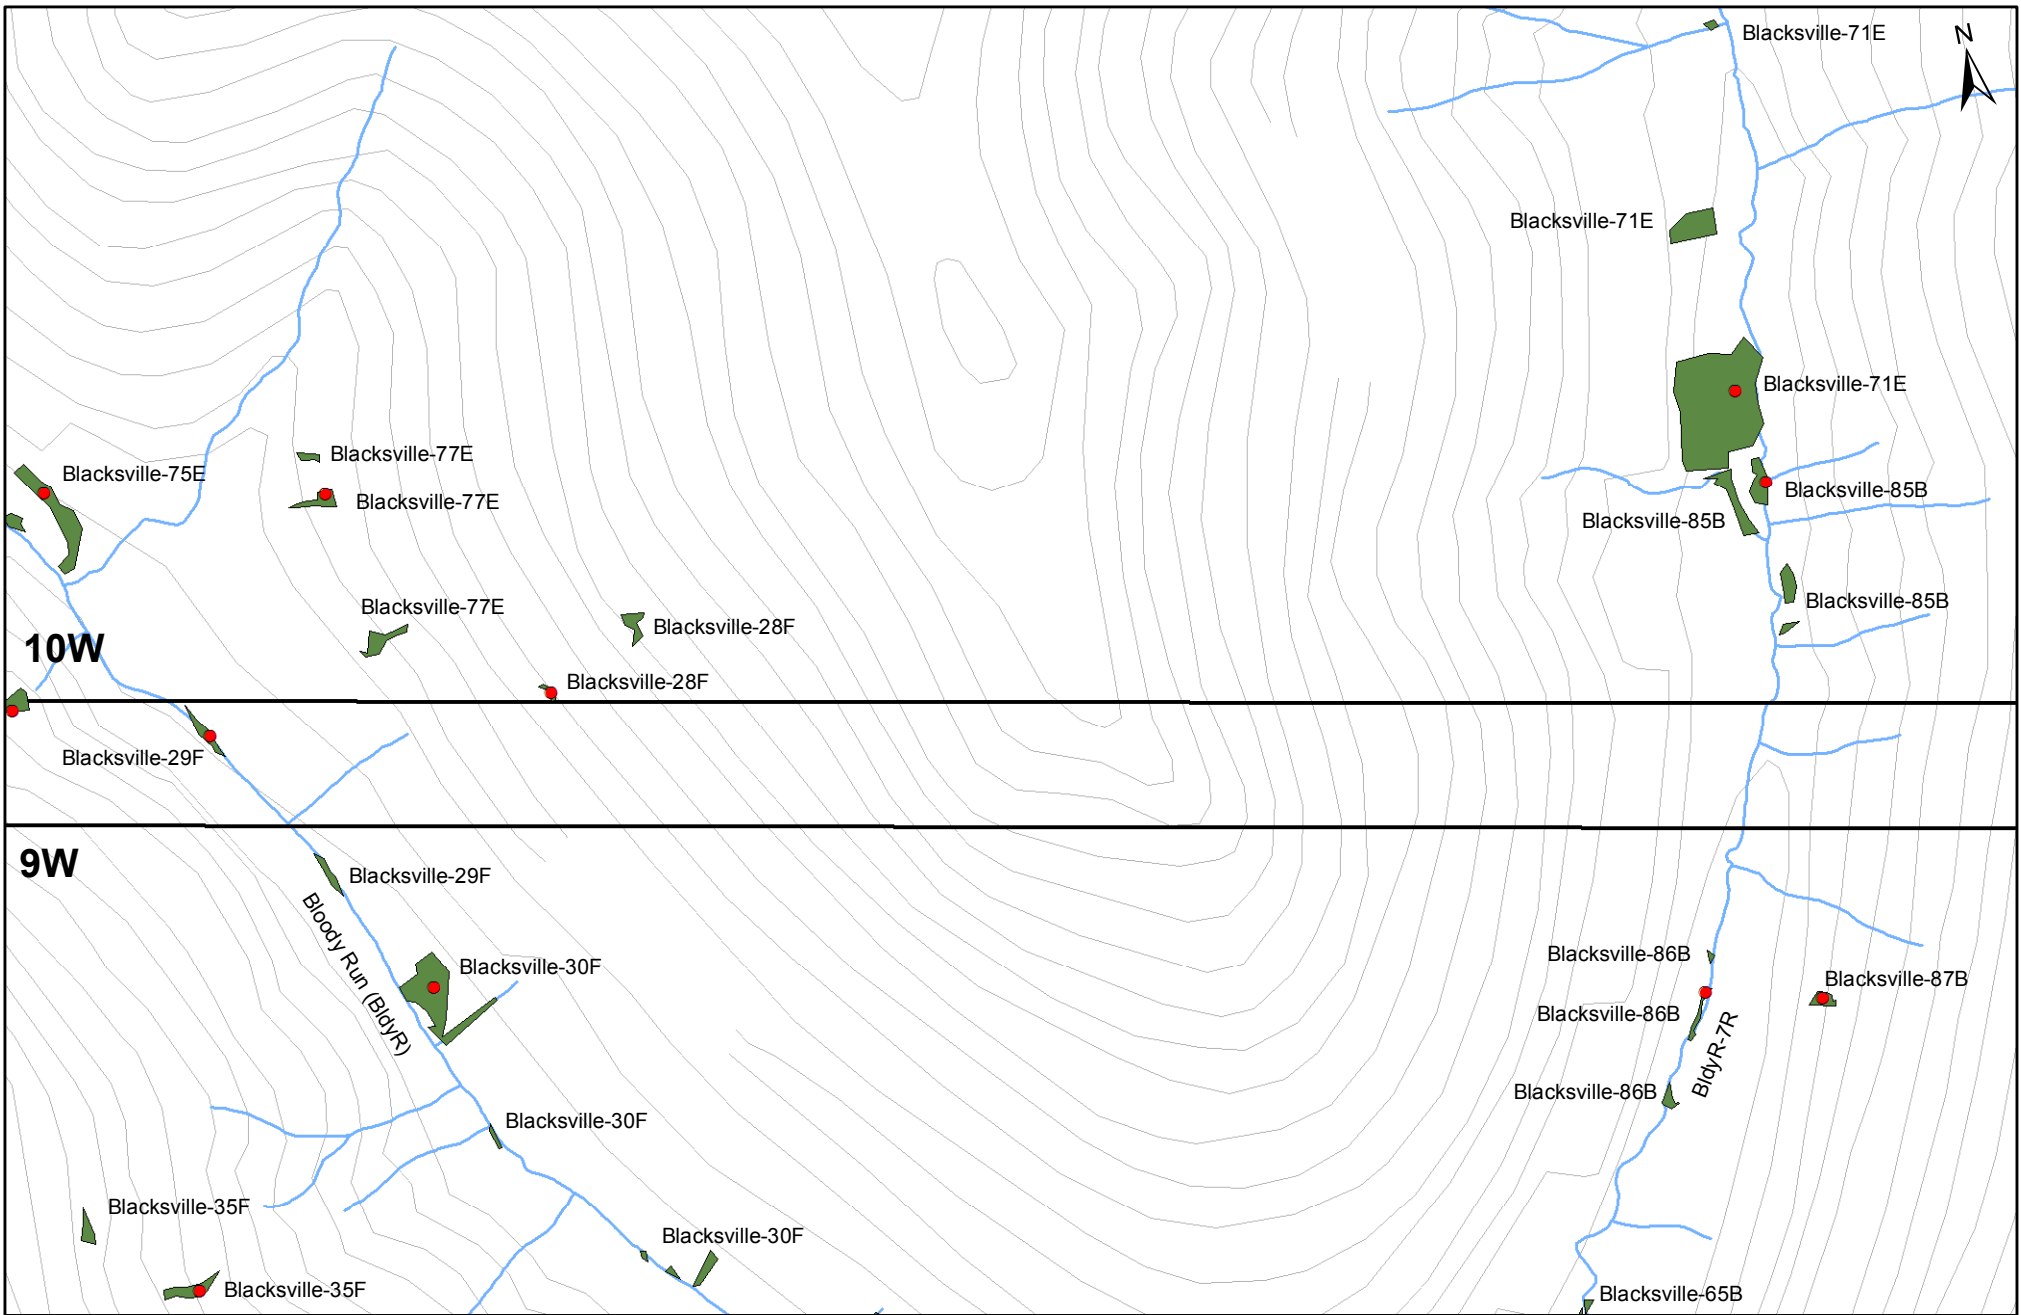 Blacksville-71E
N
Blacksville-71E
Blacksville-71E
Blacksville-77E
Blacksville-75E
Blacksville-77E
Blacksville-85B
Blacksville-85B
Blacksville-85B
Blacksville-77E
Blacksville-28F
10W
Blacksville-28F
Blacksville-29F
9W
Blacksville-29F
Bloody Run (BldyR)
Blacksville-86B
Blacksville-30F
Blacksville-87B
Blacksville-86B
BldyR-7R
Blacksville-86B
Blacksville-30F
Blacksville-35F
Blacksville-30F
Blacksville-35F
Blacksville-65B